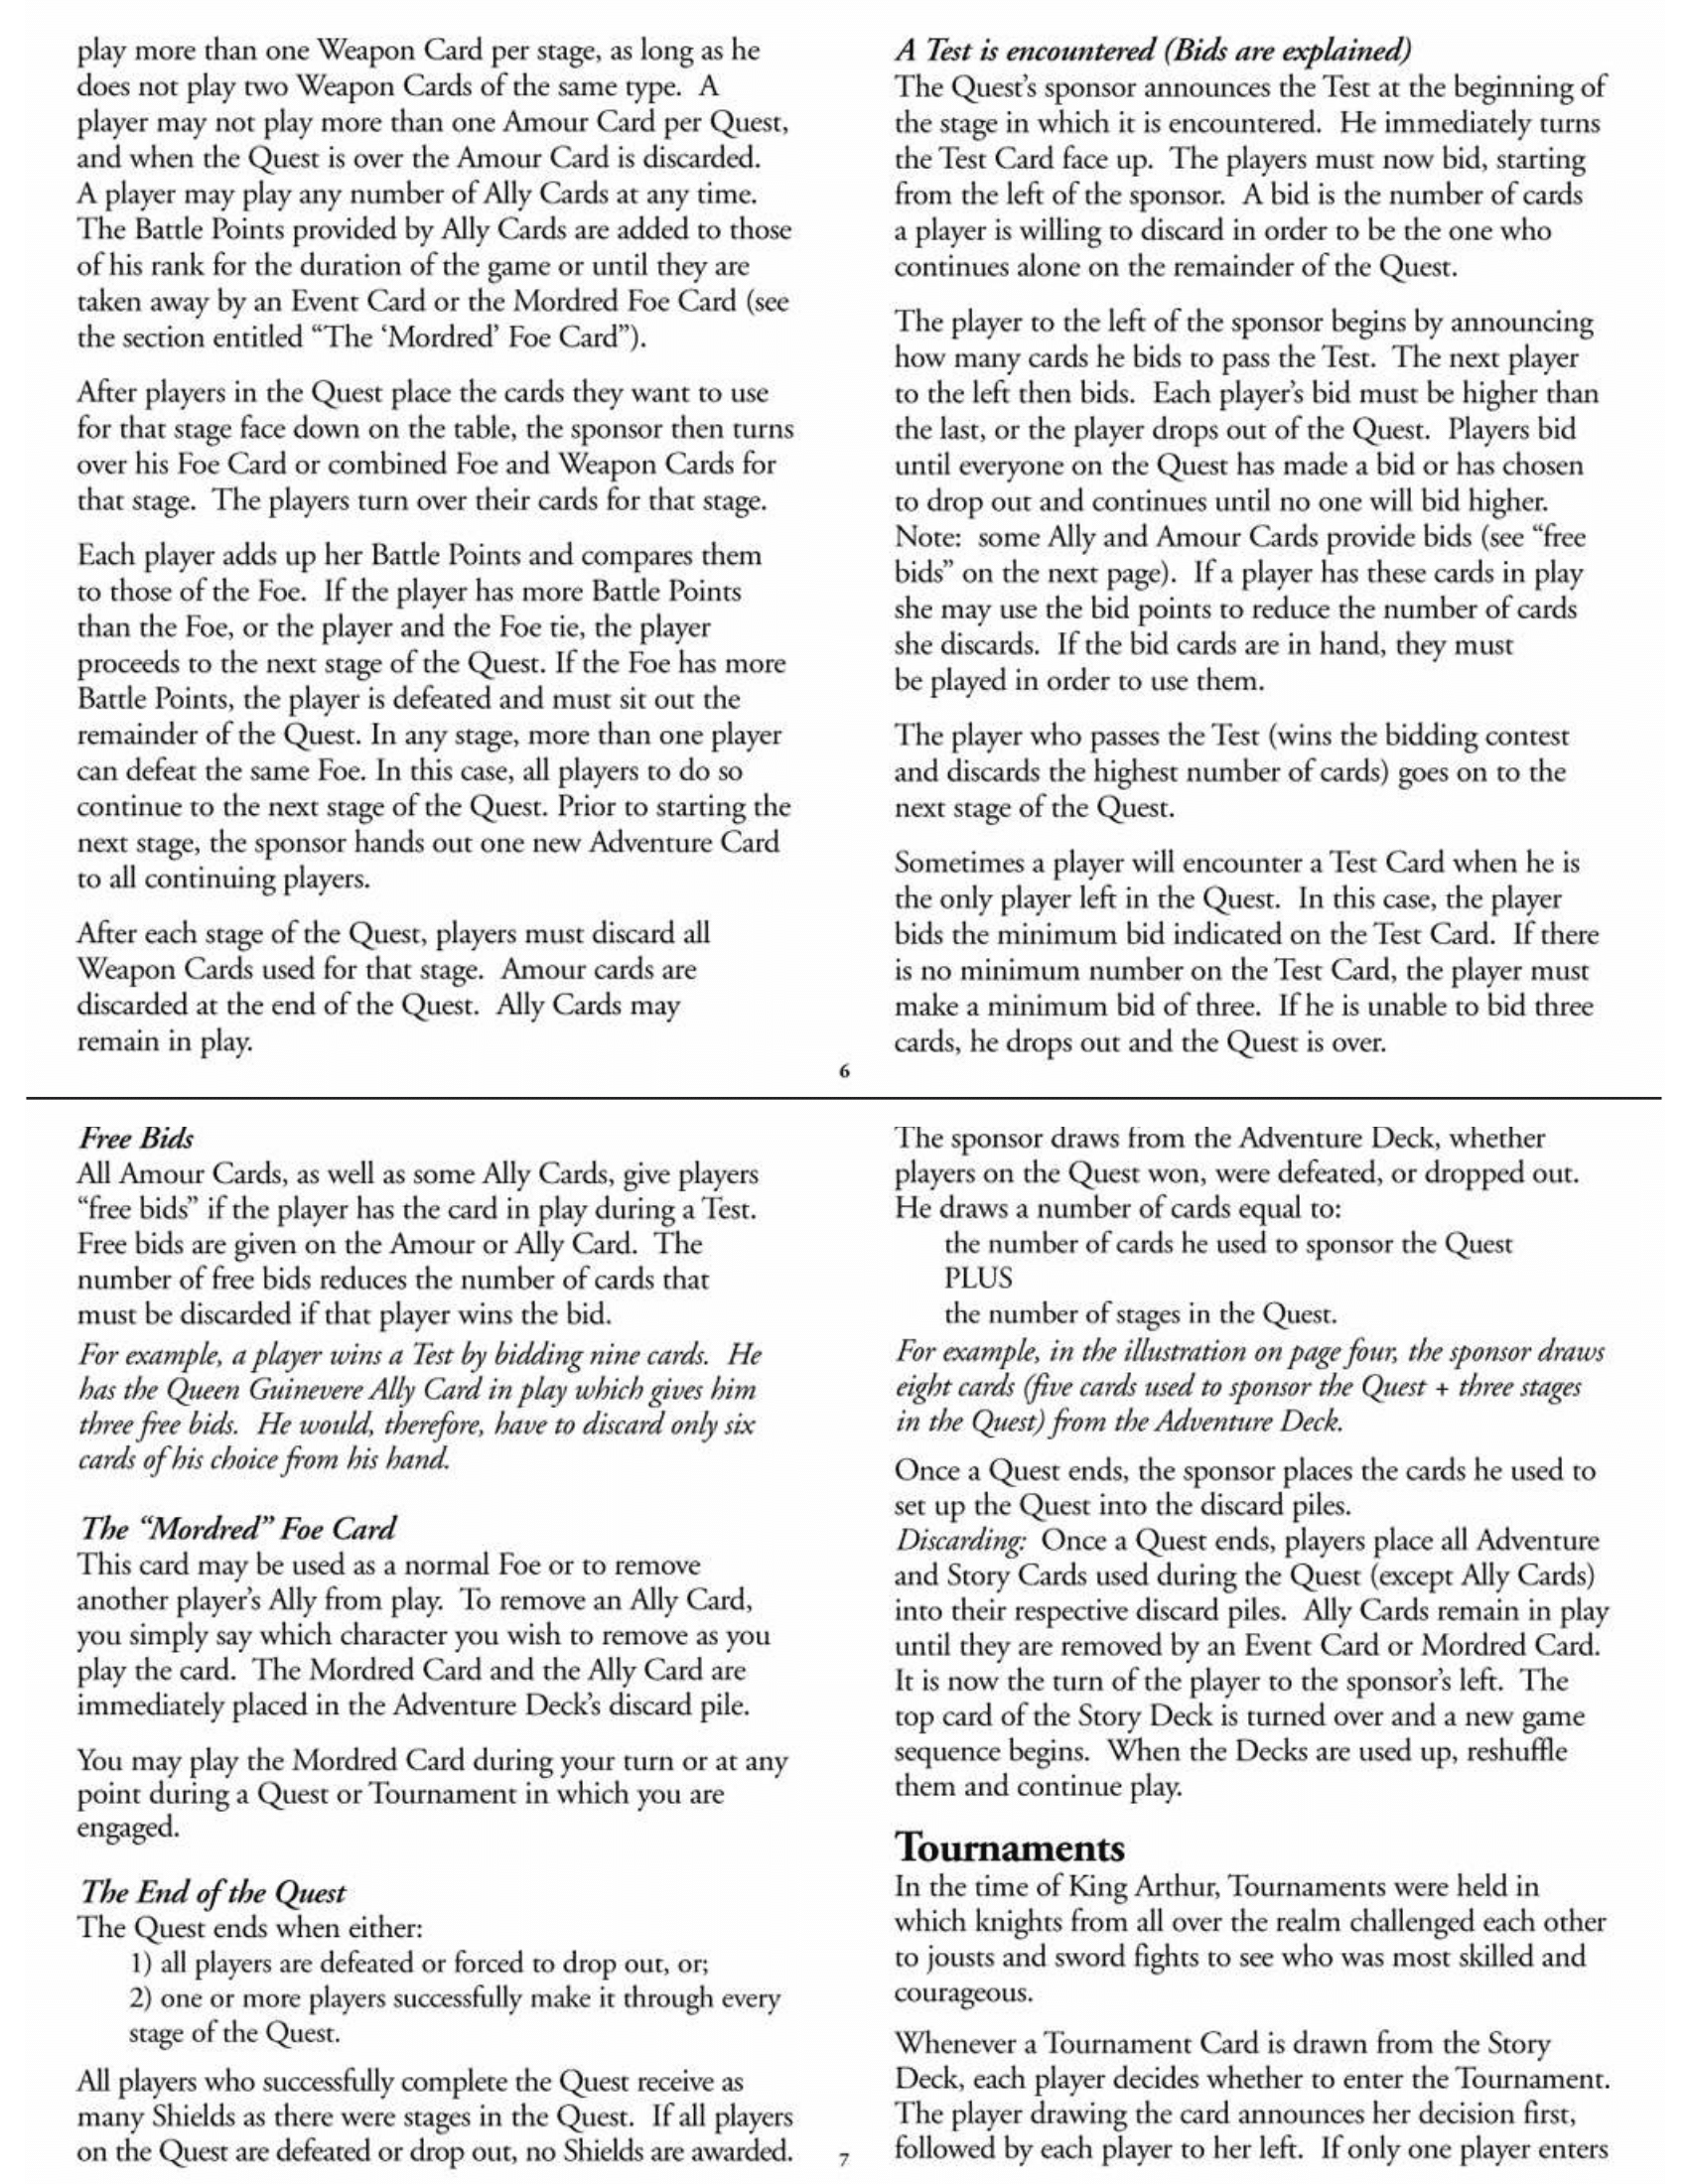 play more than one Weapon Card per stage, as long as he
does not play two Weapon Cards of the same type.  A
player may not play more than one Amour Card per Quest,
and when the Quest is over the Amour Card is discarded.
A player may play any number of Ally Cards at any time.
The Battle Points provided by Ally Cards are added to those
of his rank for the duration of the game or until they are
taken away by an Event Card or the Mordred Foe Card (see
the section entitled “The ‘Mordred’ Foe Card”).
After players in the Quest place the cards they want to use
for that stage face down on the table, the sponsor then turns
over his Foe Card or combined Foe and Weapon Cards for
that stage.  The players turn over their cards for that stage.
Each player adds up her Battle Points and compares them
to those of the Foe.  If the player has more Battle Points
than the Foe, or the player and the Foe tie, the player
proceeds to the next stage of the Quest. If the Foe has more
Battle Points, the player is defeated and must sit out the
remainder of the Quest. In any stage, more than one player
can defeat the same Foe. In this case, all players to do so
continue to the next stage of the Quest. Prior to starting the
next stage, the sponsor hands out one new Adventure Card
to all continuing players.
After each stage of the Quest, players must discard all
Weapon Cards used for that stage.  Amour cards are
discarded at the end of the Quest.  Ally Cards may
remain in play.
A Test is encountered (Bids are explained)
The Quest’s sponsor announces the Test at the beginning of
the stage in which it is encountered.  He immediately turns
the Test Card face up.  The players must now bid, starting
from the left of the sponsor.  A bid is the number of cards
a player is willing to discard in order to be the one who
continues alone on the remainder of the Quest.
The player to the left of the sponsor begins by announcing
how many cards he bids to pass the Test.  The next player
to the left then bids.  Each player’s bid must be higher than
the last, or the player drops out of the Quest.  Players bid
until everyone on the Quest has made a bid or has chosen
to drop out and continues until no one will bid higher.
Note:  some Ally and Amour Cards provide bids (see “free
bids” on the next page).  If a player has these cards in play
she may use the bid points to reduce the number of cards
she discards.  If the bid cards are in hand, they must
be played in order to use them.
The player who passes the Test (wins the bidding contest
and discards the highest number of cards) goes on to the
next stage of the Quest.
Sometimes a player will encounter a Test Card when he is
the only player left in the Quest.  In this case, the player
bids the minimum bid indicated on the Test Card.  If there
is no minimum number on the Test Card, the player must
make a minimum bid of three.  If he is unable to bid three
cards, he drops out and the Quest is over.
6
Free Bids
All Amour Cards, as well as some Ally Cards, give players
“free bids” if the player has the card in play during a Test.
Free bids are given on the Amour or Ally Card.  The
number of free bids reduces the number of cards that
must be discarded if that player wins the bid.
For example, a player wins a Test by bidding nine cards.  He
has the Queen Guinevere Ally Card in play which gives him
three free bids.  He would, therefore, have to discard only six
cards of his choice from his hand.
The “Mordred” Foe Card
This card may be used as a normal Foe or to remove
another player’s Ally from play.  To remove an Ally Card,
you simply say which character you wish to remove as you
play the card.  The Mordred Card and the Ally Card are
immediately placed in the Adventure Deck’s discard pile.
You may play the Mordred Card during your turn or at any
point during a Quest or Tournament in which you are
engaged.
The End of the Quest
The Quest ends when either:
1) all players are defeated or forced to drop out, or;
2) one or more players successfully make it through every
stage of the Quest.
All players who successfully complete the Quest receive as
many Shields as there were stages in the Quest.  If all players
on the Quest are defeated or drop out, no Shields are awarded.
The sponsor draws from the Adventure Deck, whether
players on the Quest won, were defeated, or dropped out.
He draws a number of cards equal to:
the number of cards he used to sponsor the Quest
PLUS
the number of stages in the Quest.
For example, in the illustration on page four, the sponsor draws
eight cards (five cards used to sponsor the Quest + three stages
in the Quest) from the Adventure Deck.
Once a Quest ends, the sponsor places the cards he used to
set up the Quest into the discard piles.
Discarding:  Once a Quest ends, players place all Adventure
and Story Cards used during the Quest (except Ally Cards)
into their respective discard piles.  Ally Cards remain in play
until they are removed by an Event Card or Mordred Card.
It is now the turn of the player to the sponsor’s left.  The
top card of the Story Deck is turned over and a new game
sequence begins.  When the Decks are used up, reshuffle
them and continue play.
Tournaments
In the time of King Arthur, Tournaments were held in
which knights from all over the realm challenged each other
to jousts and sword fights to see who was most skilled and
courageous.
Whenever a Tournament Card is drawn from the Story
Deck, each player decides whether to enter the Tournament.
The player drawing the card announces her decision first,
followed by each player to her left.  If only one player enters
7